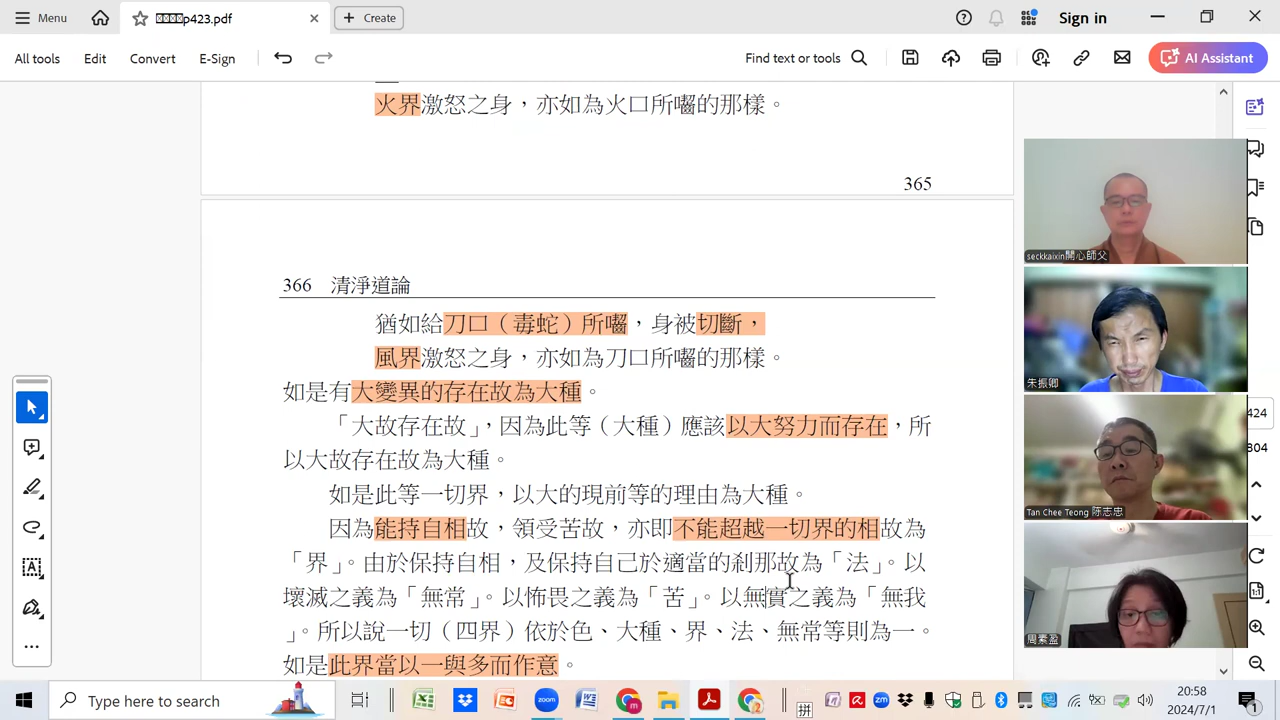 Menu
p423.pdf
Create
Sign in
All tools
Edit
Convert
E-Sign
Find text or tools
AI Assistant
火界激怒之身，亦如為火口所囓的那樣。
365
366 清淨道論
猶如給刀口（毒蛇）所囓，身被切斷，
風界激怒之身，亦如為刀口所囓的那樣。
如是有大變異的存在故為大種。
「大故存在故」，因為此等（大種）應該以大努力而存在，所
以大故存在故為大種。
如是此等一切界，以大的現前等的理由為大種。
因為能持自相故，領受苦故，亦即不能超越一切界的相故為
「界」。由於保持自相，及保持自己於適當的剎那故為「法」。以
壞滅之義為「無常」。以怖畏之義為「苦」。以無實之義為「無我
」。所以說一切（四界）依於色、大種、界、法、無常等則為一。
如是此界當以一與多而作意。
seckkaixin開心師父
朱振卿
Tan Chee Teong 陈志忠
周素盈
424
804
Type here to search
拼
20:58
2024/7/1